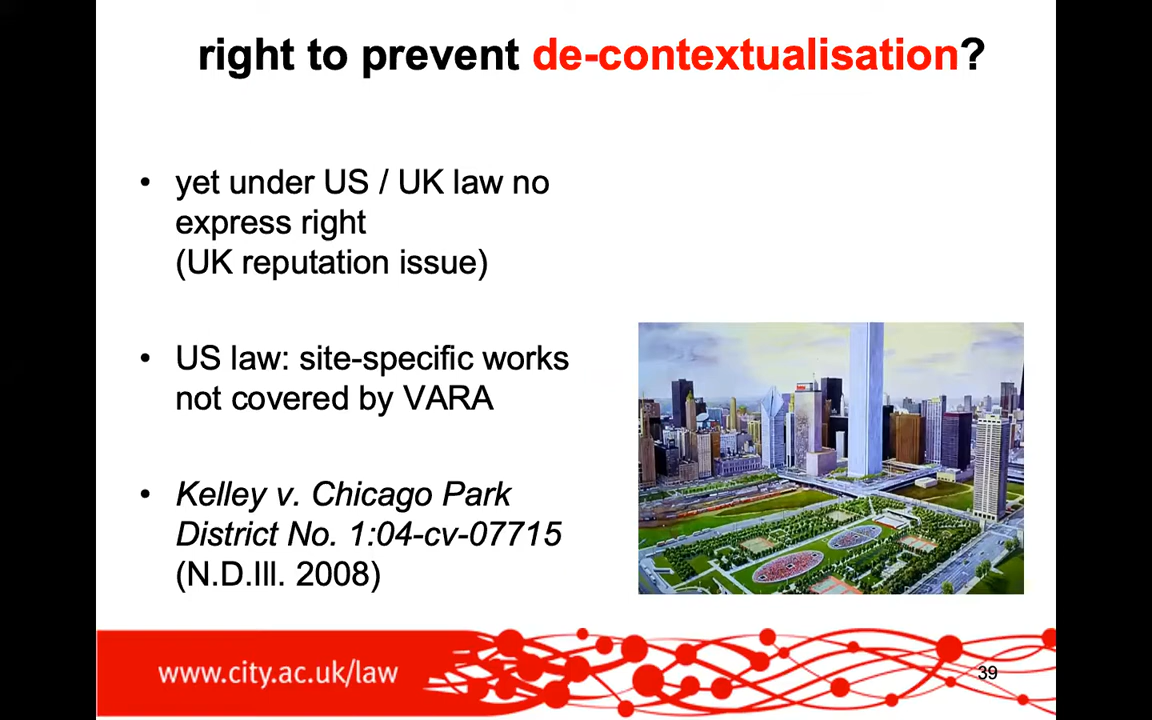 right to prevent de-contextualisation?
• yet under US / UK law no
express right
(UK reputation issue)
• US law: site-specific works
not covered by VARA
• Kelley v. Chicago Park
District No. 1:04-cv-07715
(N.D.Ill. 2008)
www.city.ac.uk/law
39